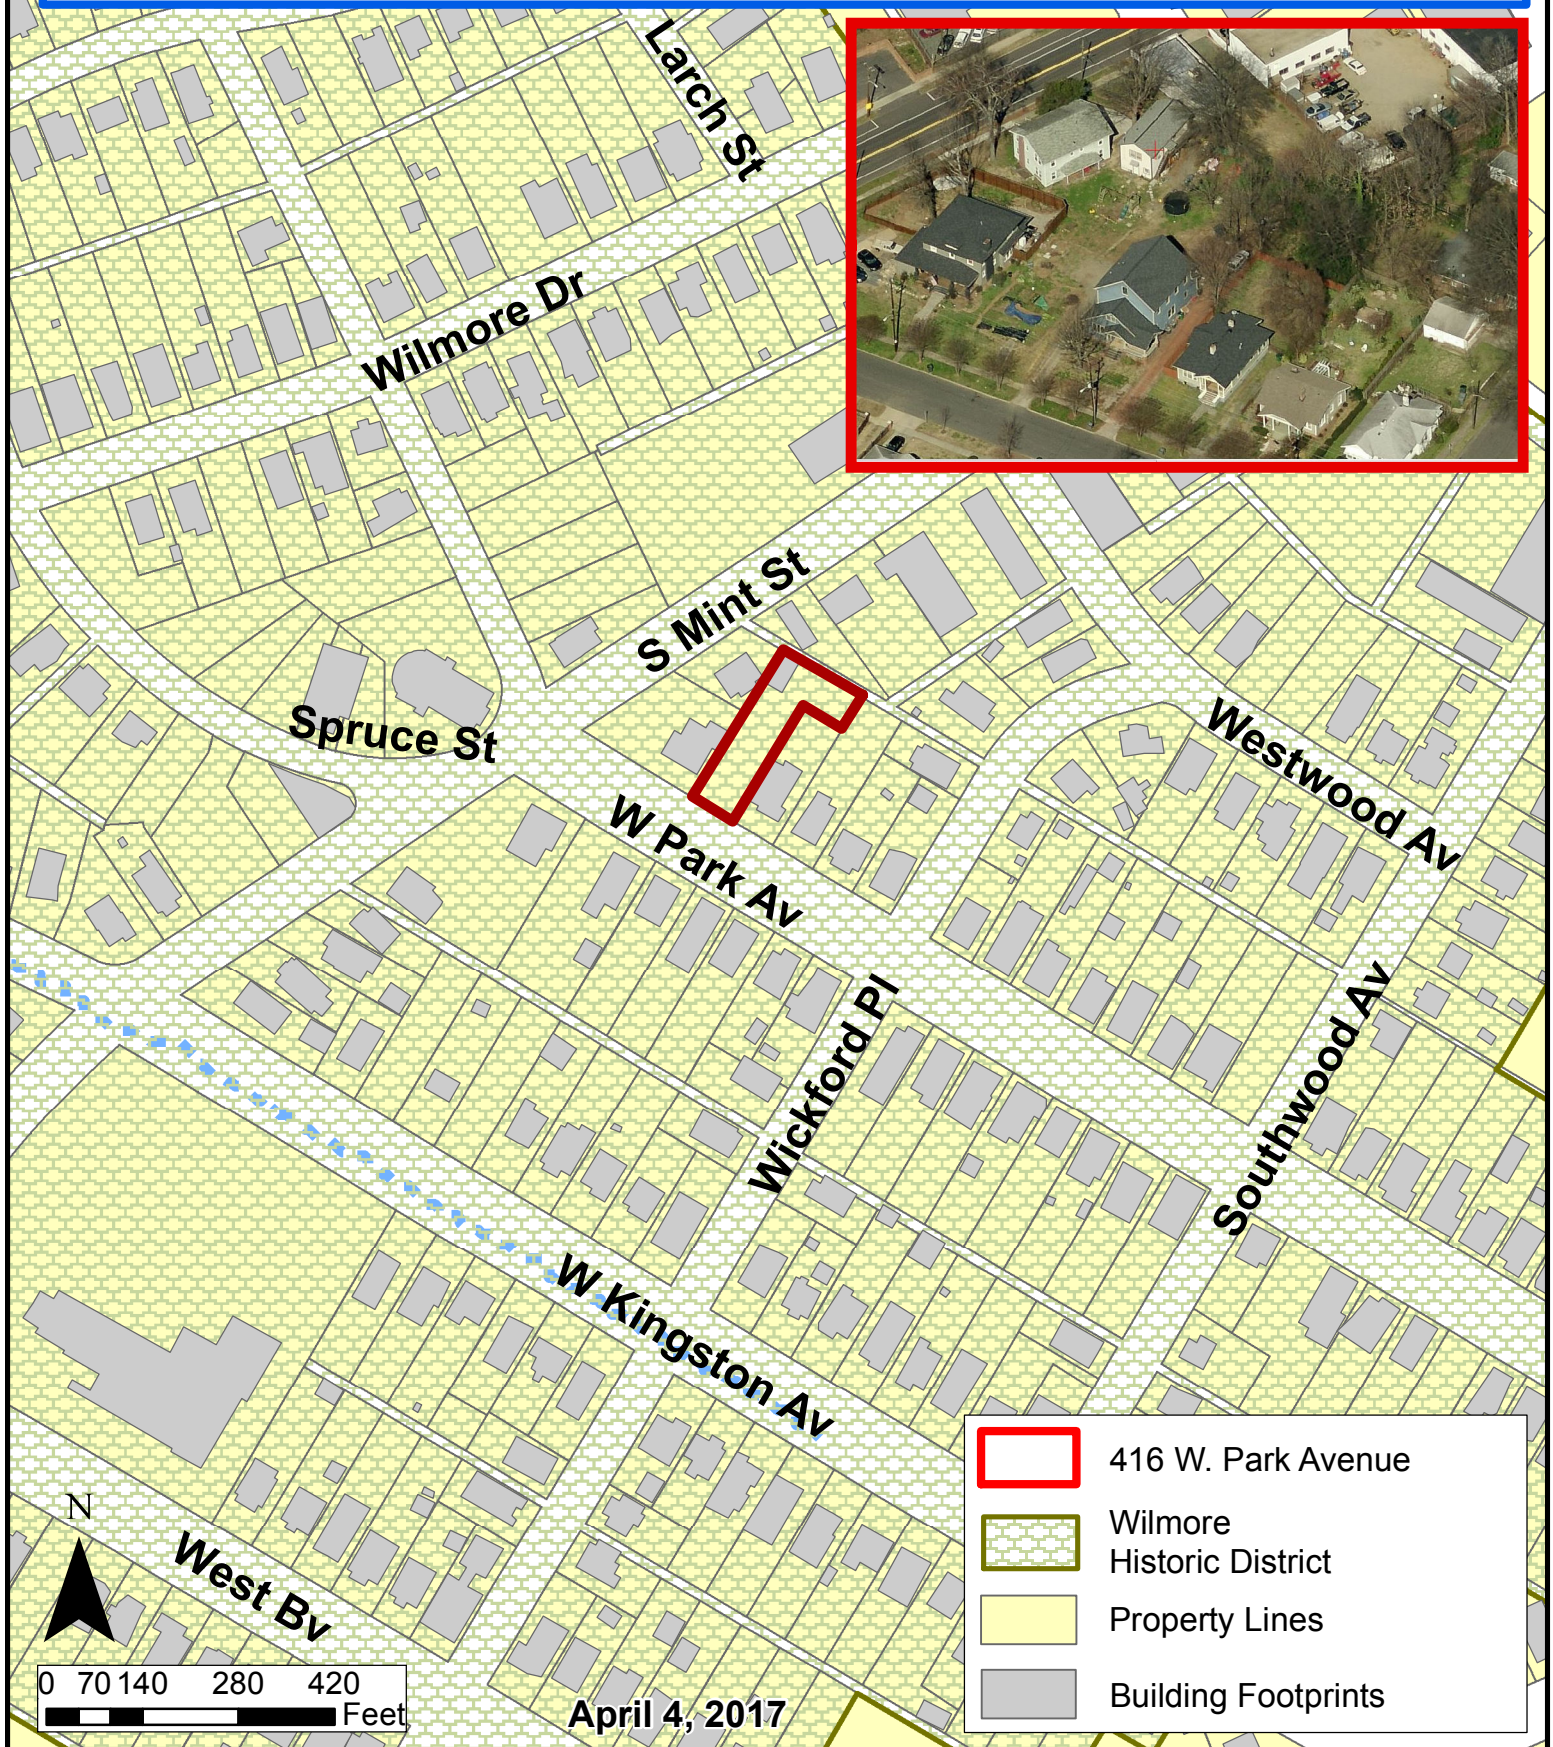 Larch St
Wilmore Dr
S Mint St
Spruce St
Westwood Av
W Park Av
Wickford Pl
Southwood Av
W Kingston Av
West Bv
N
0 70 140 280 420
Feet
April 4, 2017
416 W. Park Avenue
Wilmore
Historic District
Property Lines
Building Footprints